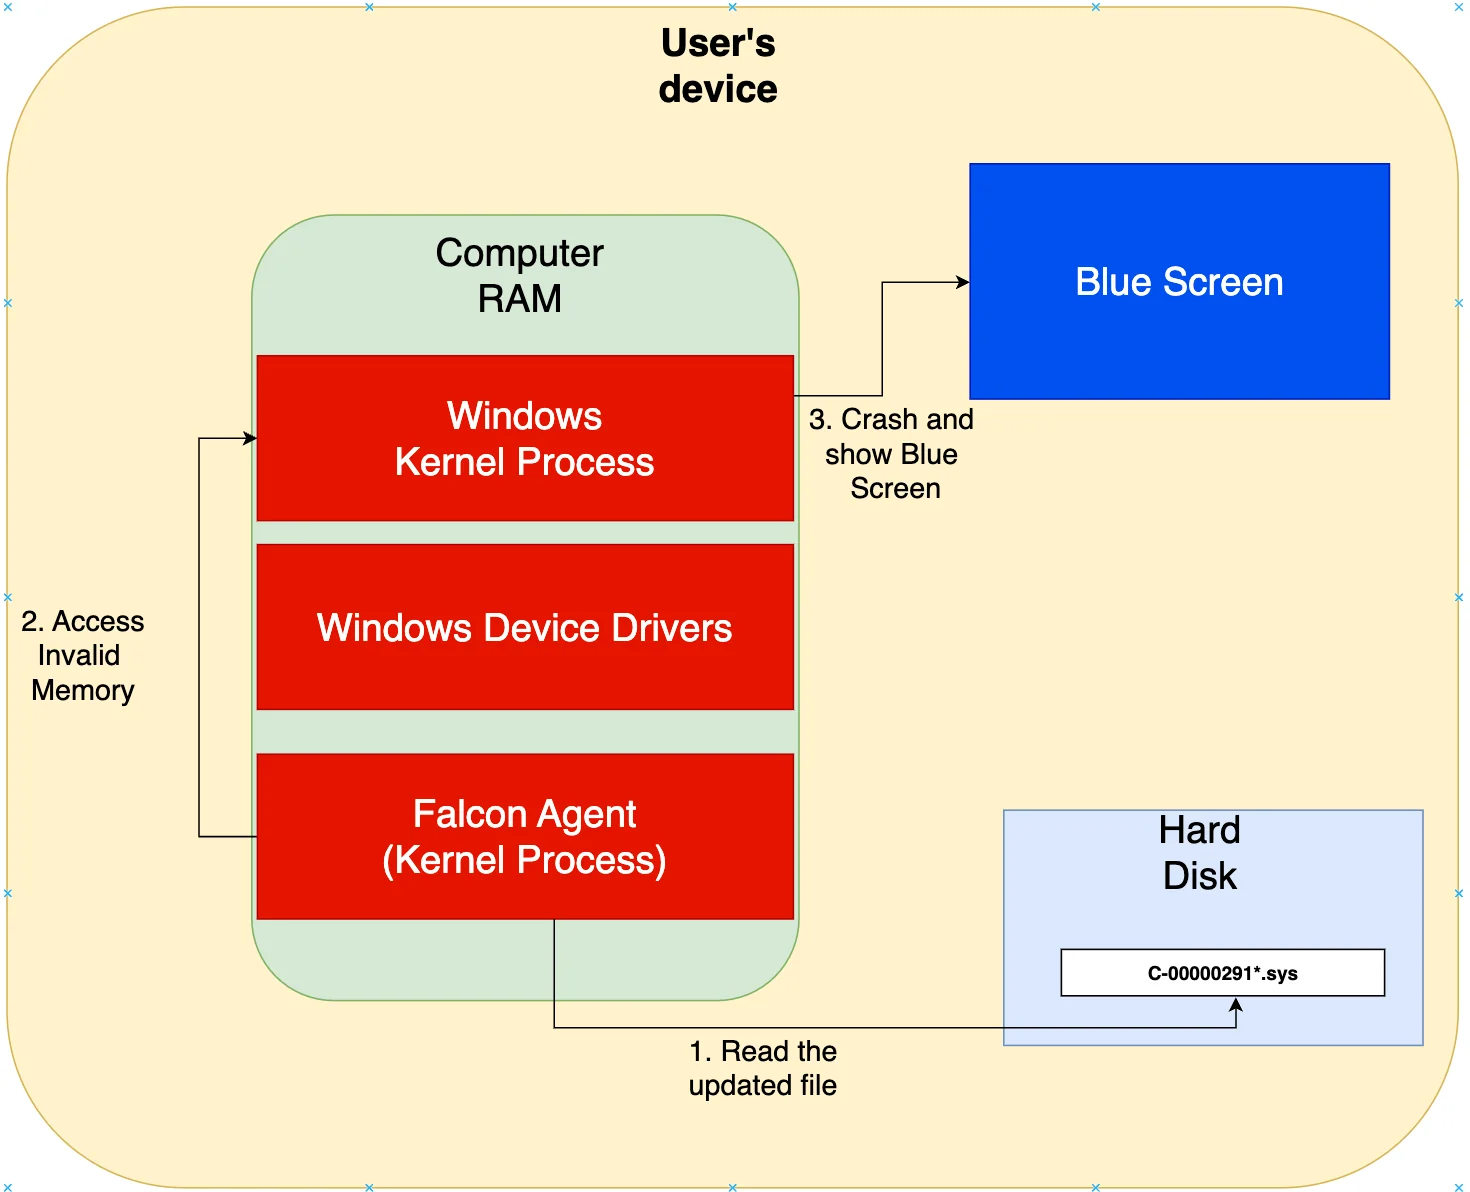 User's
device
Computer
RAM
Windows
Kernel Process
Blue Screen
3. Crash and
show Blue
Screen
Windows Device Drivers
2. Access
Invalid
Memory
Falcon Agent
(Kernel Process)
Hard
Disk
C-00000291*.sys
1. Read the
updated file